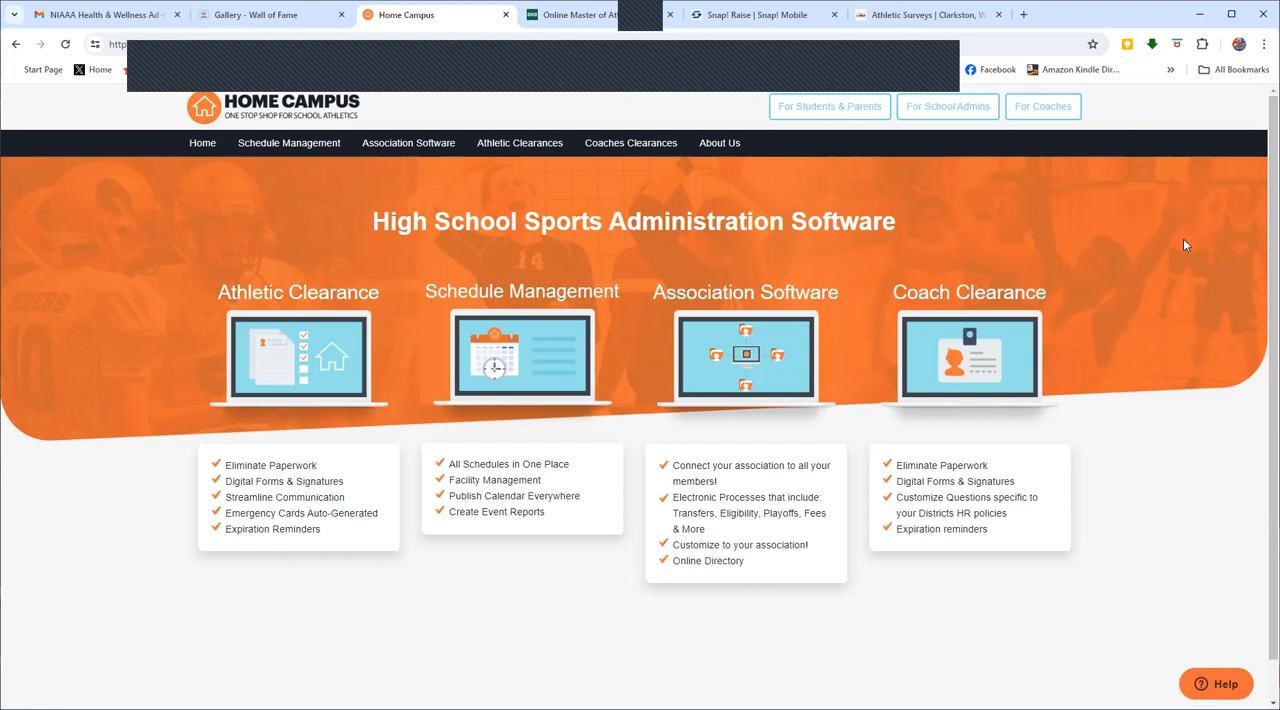 NIAAA Health & Wellness Ad-
Gallery - Wall of Fame
Home Campus
Online Master of At
Snap! Raise | Snap! Mobile
Athletic Surveys | Clarkston, W
http
Start Page
Home
Facebook
Amazon Kindle Dir...
All Bookmarks
HOME CAMPUS
ONE STOP SHOP FOR SCHOOL ATHLETICS
For Students & Parents
For School Admins
For Coaches
Home
Schedule Management
Association Software
Athletic Clearances
Coaches Clearances
About Us
High School Sports Administration Software
14
Athletic Clearance
Schedule Management
Association Software
Coach Clearance
Eliminate Paperwork
Digital Forms & Signatures
Streamline Communication
Emergency Cards Auto-Generated
Expiration Reminders
All Schedules in One Place
Facility Management
Publish Calendar Everywhere
Create Event Reports
Connect your association to all your
members!
Electronic Processes that include:
Transfers, Eligibility, Playoffs, Fees
& More
Customize to your association!
Online Directory
Eliminate Paperwork
Digital Forms & Signatures
Customize Questions specific to
your Districts HR policies
Expiration reminders
Help